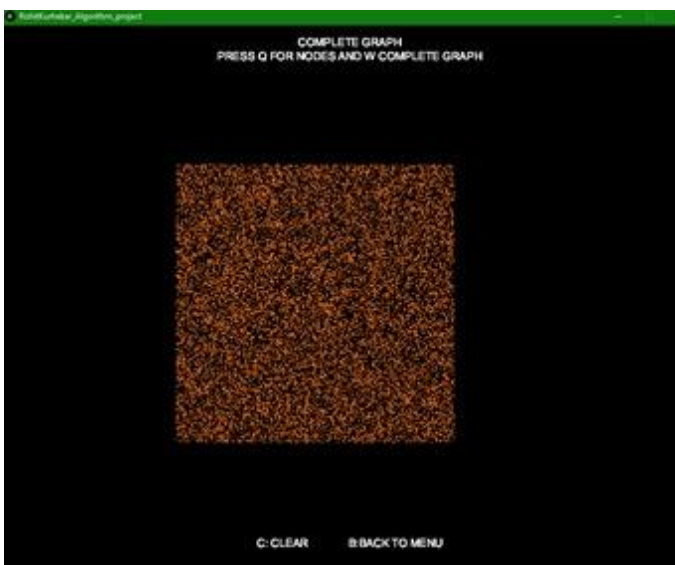 RohitKurhekar_Algorithm_project
COMPLETE GRAPH
PRESS Q FOR NODES AND W COMPLETE GRAPH
C: CLEAR B:BACK TO MENU